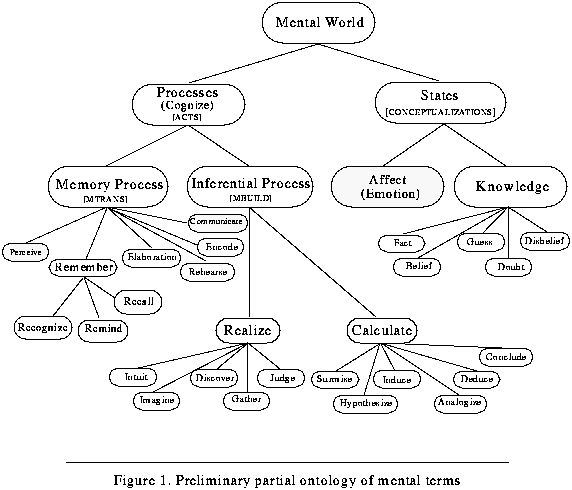 Mental World
Processes
(Cognize)
[ACTS]
States
[CONCEPTUALIZATIONS]
Memory Process
[MTRANS]
Inferential Process
[MBUILD]
Affect
(Emotion)
Knowledge
Communicate
Perceive
Encode
Elaboration
Remember
Rehearse
Fact
Guess
Disbelief
Belief
Doubt
Recall
Recognize
Remind
Realize
Calculate
Conclude
Intuit
Discover
Judge
Surmise
Induce
Deduce
Imagine
Gather
Hypothesize
Analogize
Figure 1. Preliminary partial ontology of mental terms